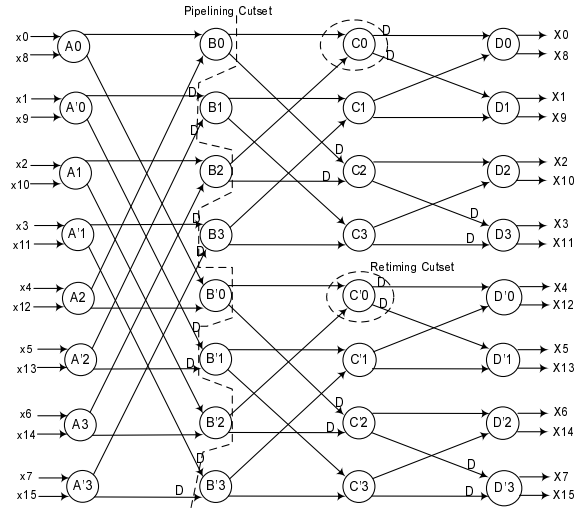 Pipelining Cutset
x0 A0 B0 C0 D D0 X0
x8 D X8
x1 A'0 D B1 C1 D1 X1
x9 D X9
D
x2 A1 B2 C2 D2 X2
x10 D X10
x3 A'1 D B3 C3 D D3 X3
x11 D D X11
Retiming Cutset
x4 A2 B'0 C'0 D D'0 X4
x12 D X12
D
x5 A'2 B'1 C'1 D'1 X5
x13 D X13
D
x6 A3 B'2 C'2 D'2 X6
x14 D X14
D D
x7 A'3 B'3 C'3 D'3 X7
x15 D D X15